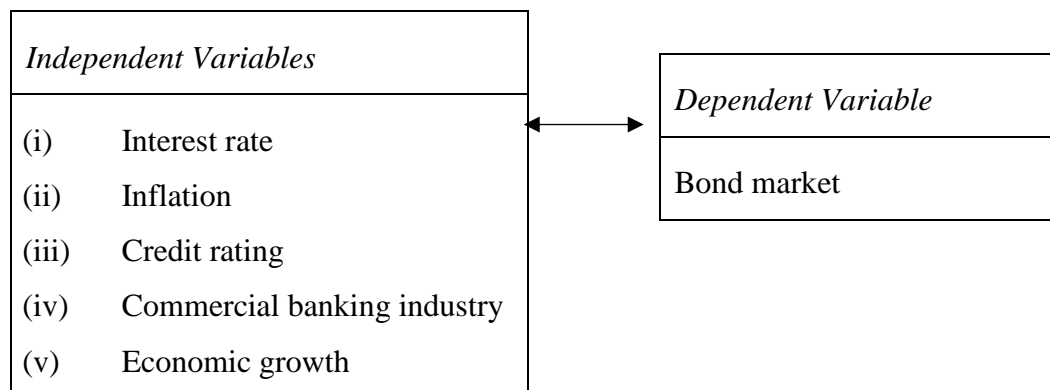 Independent Variables
(i) Interest rate
(ii) Inflation
(iii) Credit rating
(iv) Commercial banking industry
(v) Economic growth
Dependent Variable
Bond market